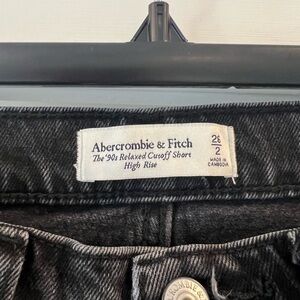 Abercrombie & Fitch
The '90s Relaxed Cutoff Short
High Rise
26
2
MADE IN
CAMBODIA